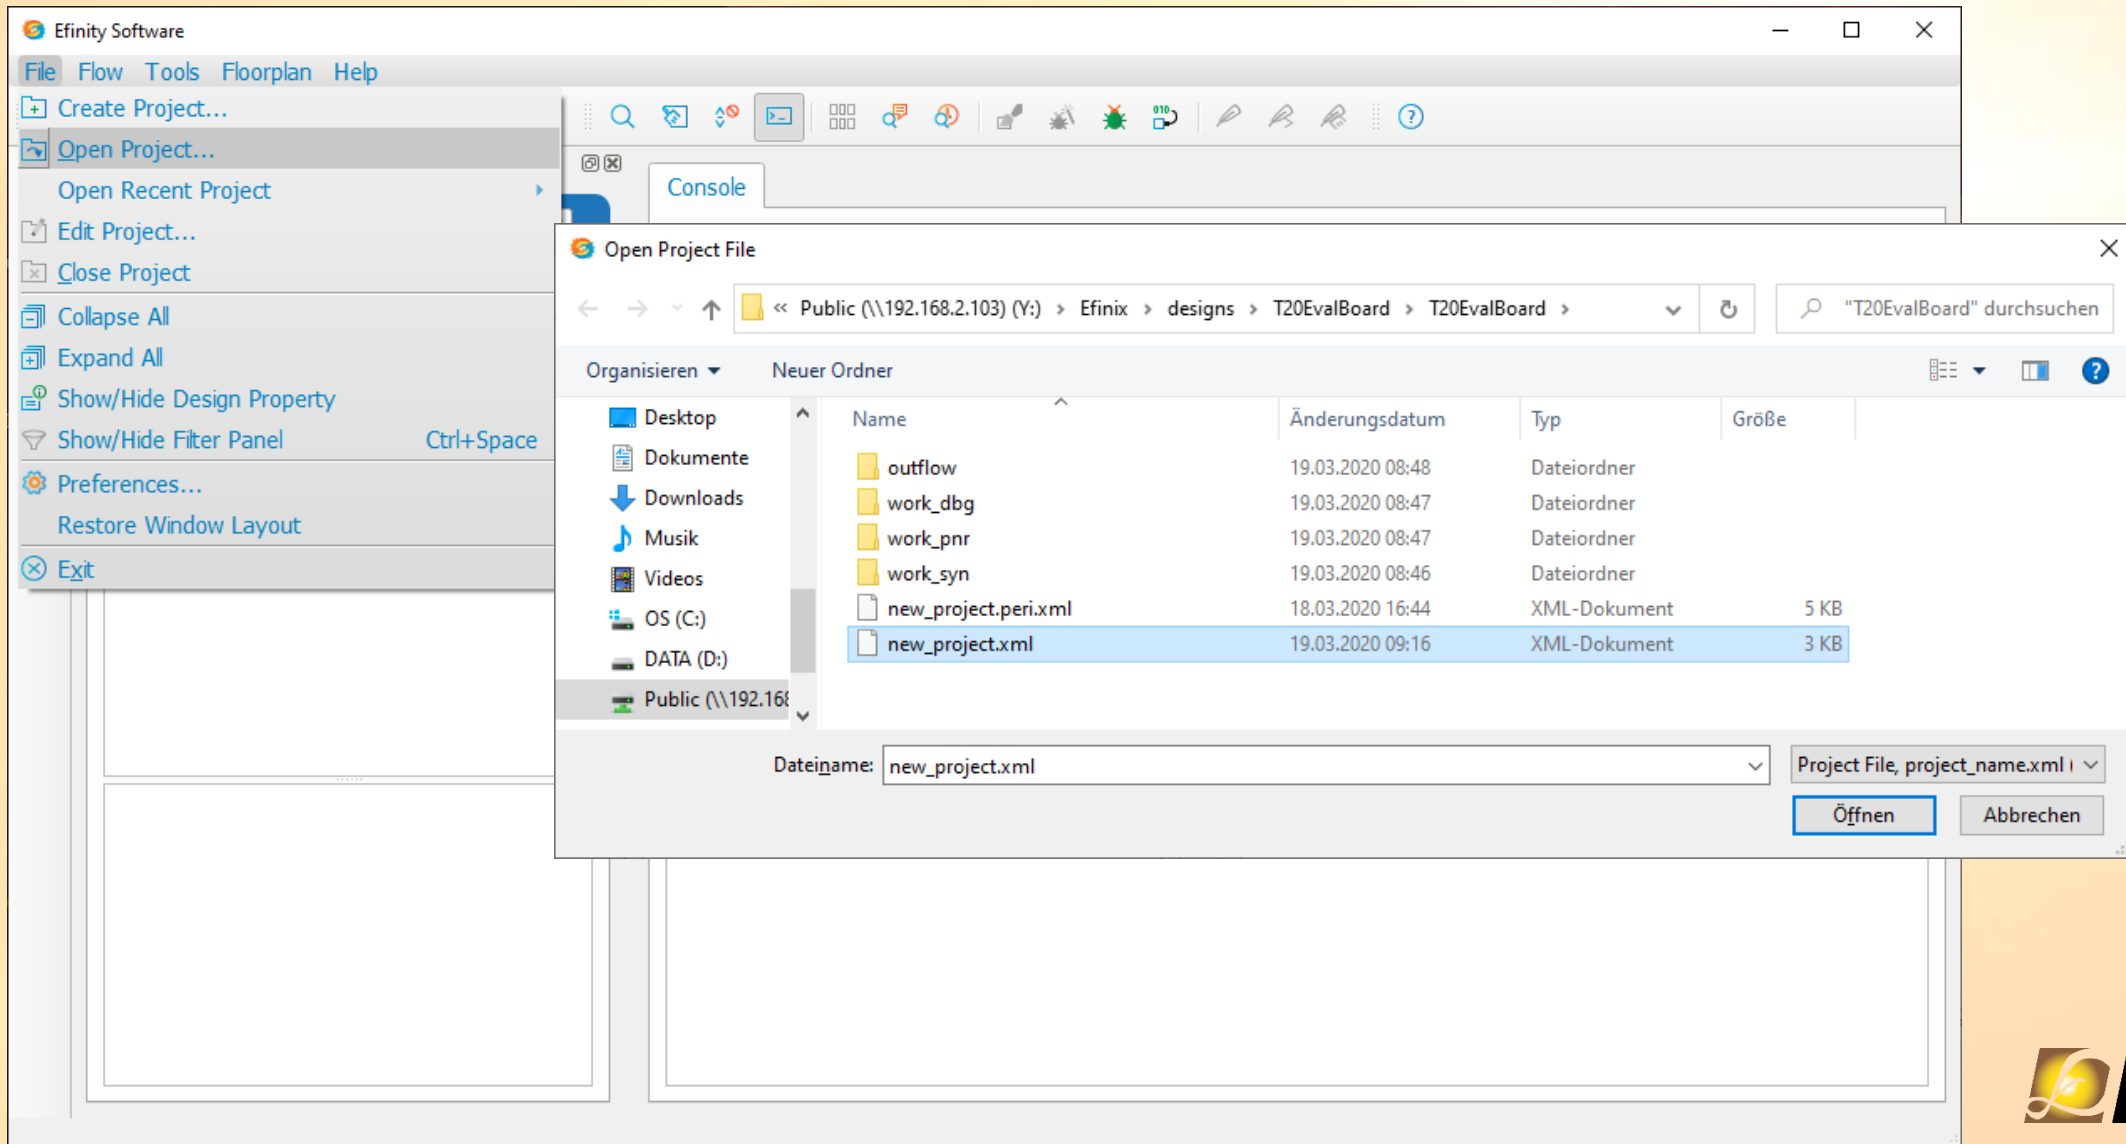 Efinity Software
File Flow Tools Floorplan Help
Create Project...
Open Project...
Open Recent Project
Edit Project...
Close Project
Collapse All
Expand All
Show/Hide Design Property
Show/Hide Filter Panel Ctrl+Space
Preferences...
Restore Window Layout
Exit
Console
Open Project File
« Public (\\192.168.2.103) (Y:) › Efinix › designs › T20EvalBoard › T20EvalBoard ›
"T20EvalBoard" durchsuchen
Organisieren Neuer Ordner
Desktop
Dokumente
Downloads
Musik
Videos
OS (C:)
DATA (D:)
Public (\\192.168
Name Änderungsdatum Typ Größe
outflow 19.03.2020 08:48 Dateiordner
work_dbg 19.03.2020 08:47 Dateiordner
work_pnr 19.03.2020 08:47 Dateiordner
work_syn 19.03.2020 08:46 Dateiordner
new_project.peri.xml 18.03.2020 16:44 XML-Dokument 5 KB
new_project.xml 19.03.2020 09:16 XML-Dokument 3 KB
Dateiname: new_project.xml
Project File, project_name.xml (
Öffnen Abbrechen